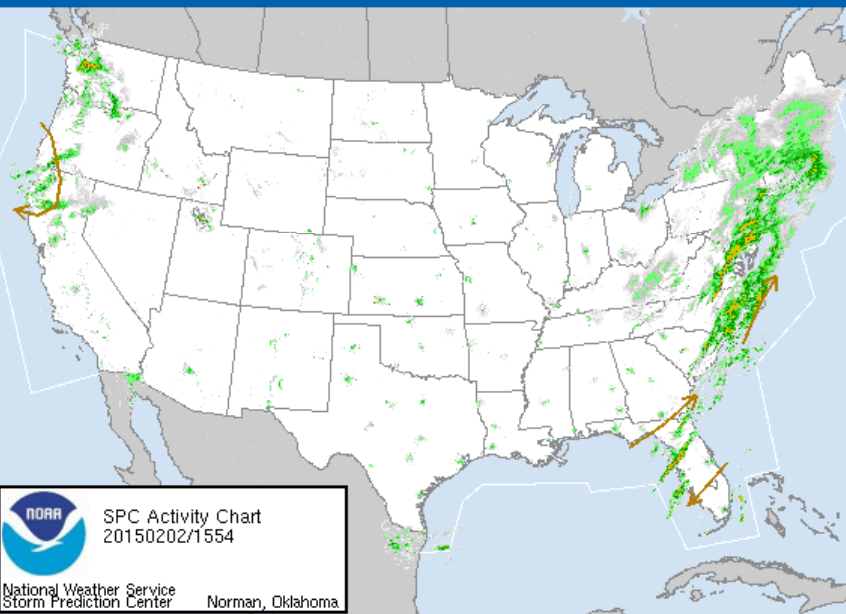 NOAA
SPC Activity Chart
20150202/1554
National Weather Service
Storm Prediction Center Norman, Oklahoma